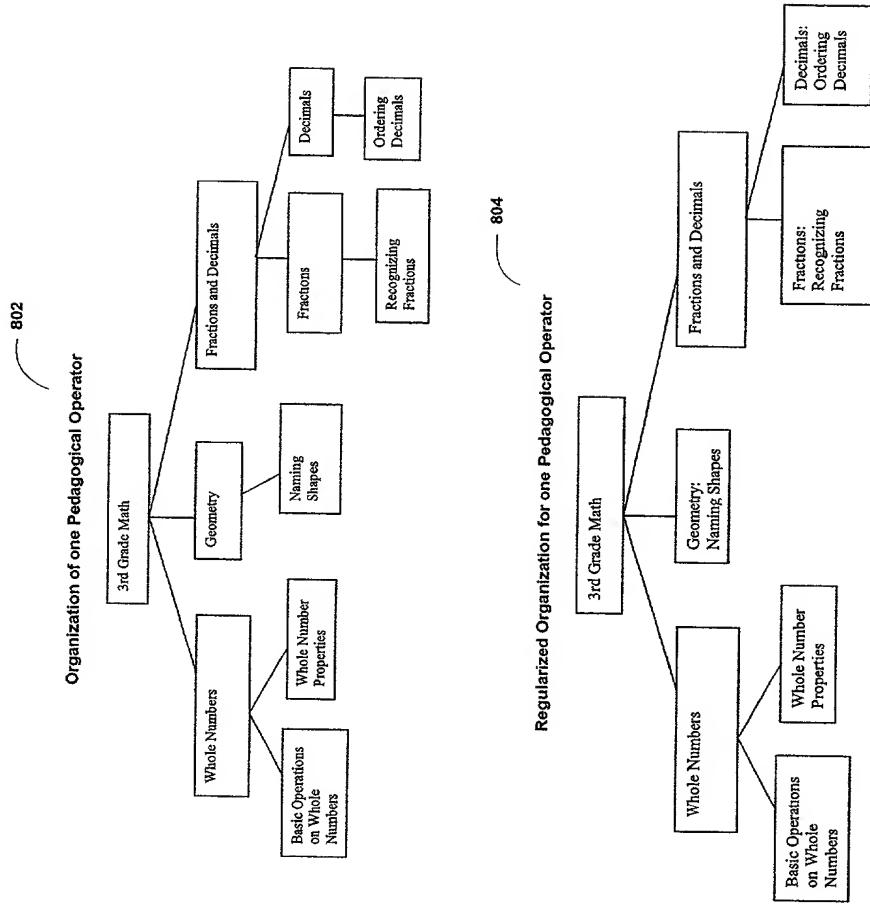 802
Organization of one Pedagogical Operator
3rd Grade Math
Whole Numbers
Geometry
Fractions and Decimals
Basic Operations
on Whole
Numbers
Whole Number
Properties
Naming
Shapes
Fractions
Decimals
Recognizing
Fractions
Ordering
Decimals
804
Regularized Organization for one Pedagogical Operator
3rd Grade Math
Whole Numbers
Geometry:
Naming Shapes
Fractions and Decimals
Basic Operations
on Whole
Numbers
Whole Number
Properties
Fractions:
Recognizing
Fractions
Decimals:
Ordering
Decimals